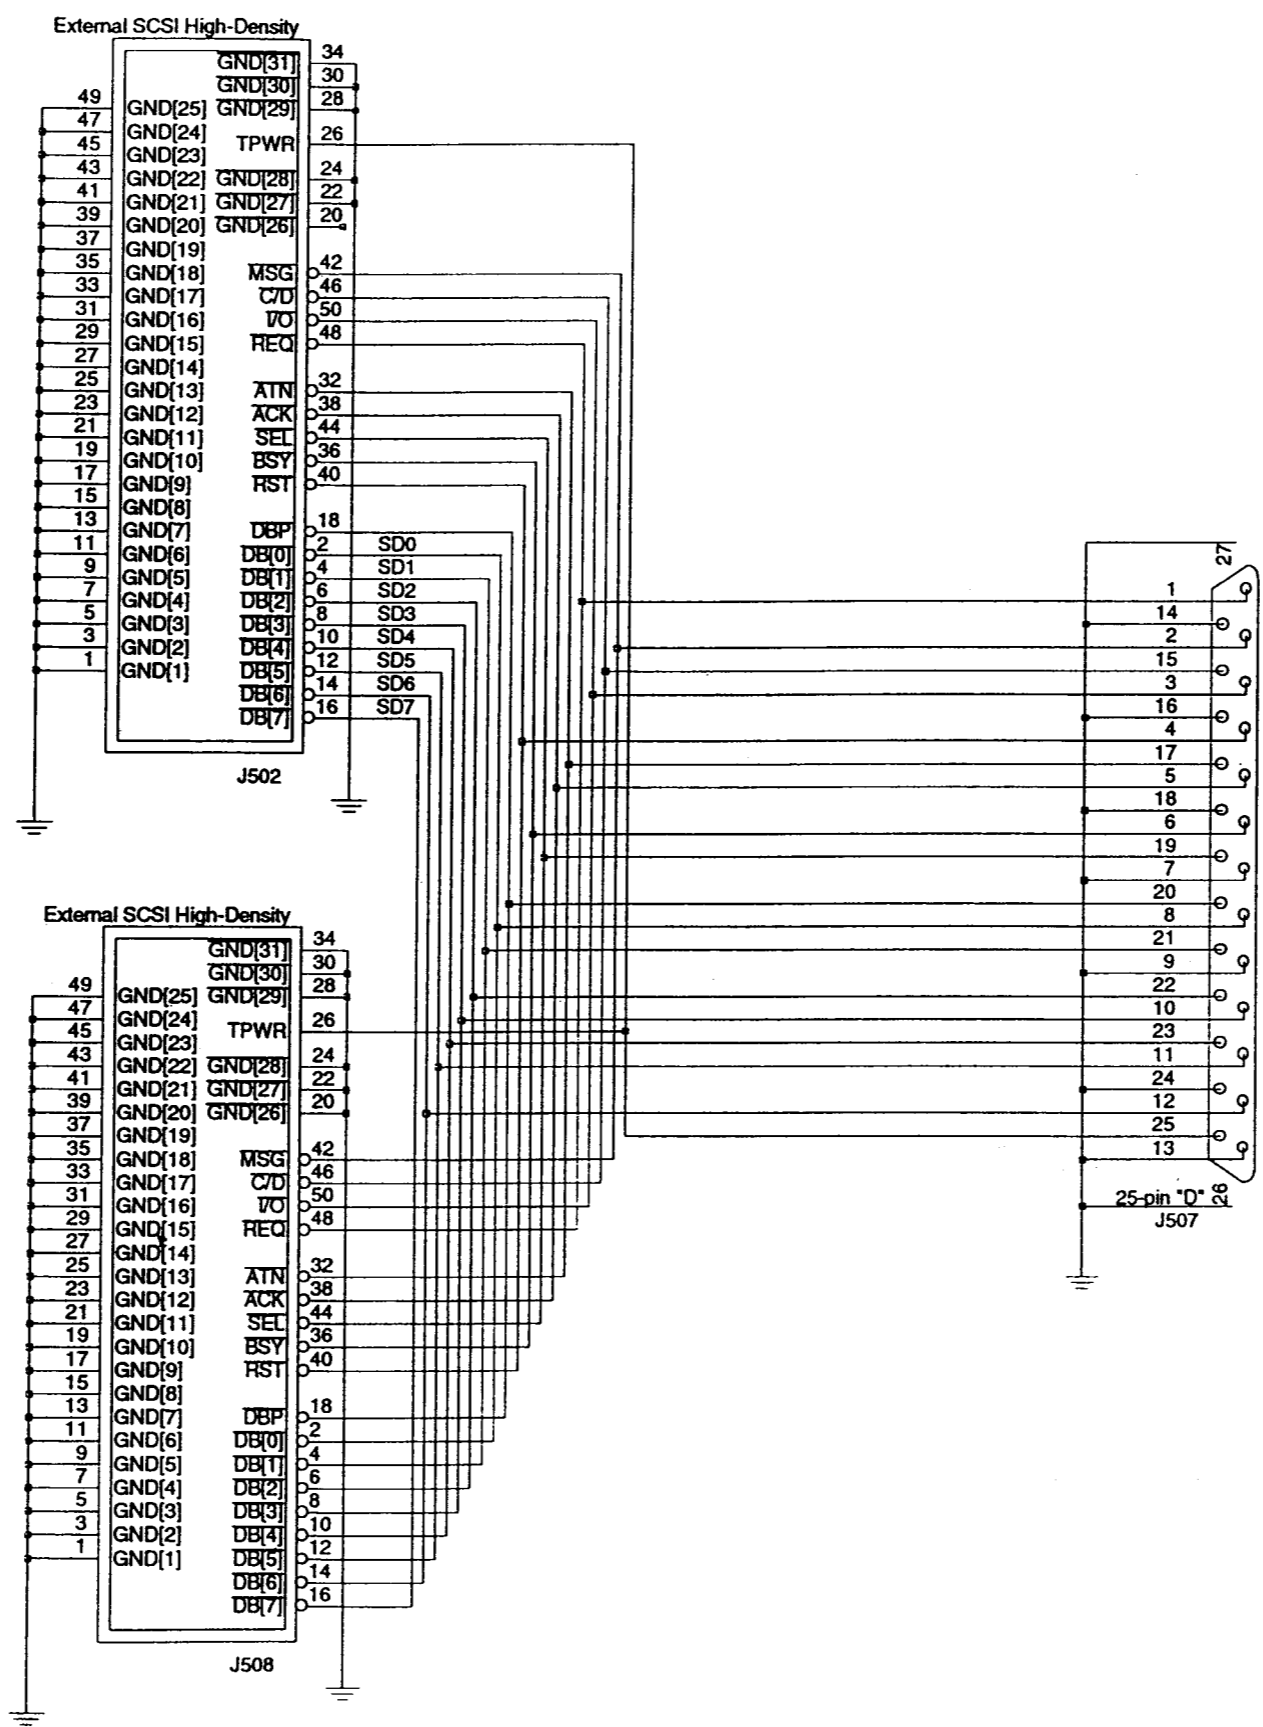 External SCSI High-Density
GND[31] 34
GND[30] 30
49 GND[25] GND[29] 28
47 GND[24]
TPWR 26
45 GND[23]
43 GND[22] GND[28] 24
41 GND[21] GND[27] 22
39 GND[20] GND[26] 20
37 GND[19]
35 GND[18] MSG 42
33 GND[17] C/D 46
31 GND[16] I/O 50
29 GND[15] REQ 48
27 GND[14]
25 GND[13] ATN 32
23 GND[12] ACK 38
21 GND[11] SEL 44
19 GND[10] BSY 36
17 GND[9] RST 40
15 GND[8]
13 GND[7] DBP 18
11 GND[6] DB[0] 2 SD0
9 GND[5] DB[1] 4 SD1
7 GND[4] DB[2] 6 SD2
5 GND[3] DB[3] 8 SD3
3 GND[2] DB[4] 10 SD4
1 GND[1] DB[5] 12 SD5
DB[6] 14 SD6
DB[7] 16 SD7
J502
27
1
14
2
15
3
16
4
17
5
18
6
19
7
20
8
21
9
22
10
23
11
24
12
25
13
25-pin "D" 26
J507
External SCSI High-Density
GND[31] 34
GND[30] 30
49 GND[25] GND[29] 28
47 GND[24]
TPWR 26
45 GND[23]
43 GND[22] GND[28] 24
41 GND[21] GND[27] 22
39 GND[20] GND[26] 20
37 GND[19]
35 GND[18] MSG 42
33 GND[17] C/D 46
31 GND[16] I/O 50
29 GND[15] REQ 48
27 GND[14]
25 GND[13] ATN 32
23 GND[12] ACK 38
21 GND[11] SEL 44
19 GND[10] BSY 36
17 GND[9] RST 40
15 GND[8]
13 GND[7] DBP 18
11 GND[6] DB[0] 2
9 GND[5] DB[1] 4
7 GND[4] DB[2] 6
5 GND[3] DB[3] 8
3 GND[2] DB[4] 10
1 GND[1] DB[5] 12
DB[6] 14
DB[7] 16
J508